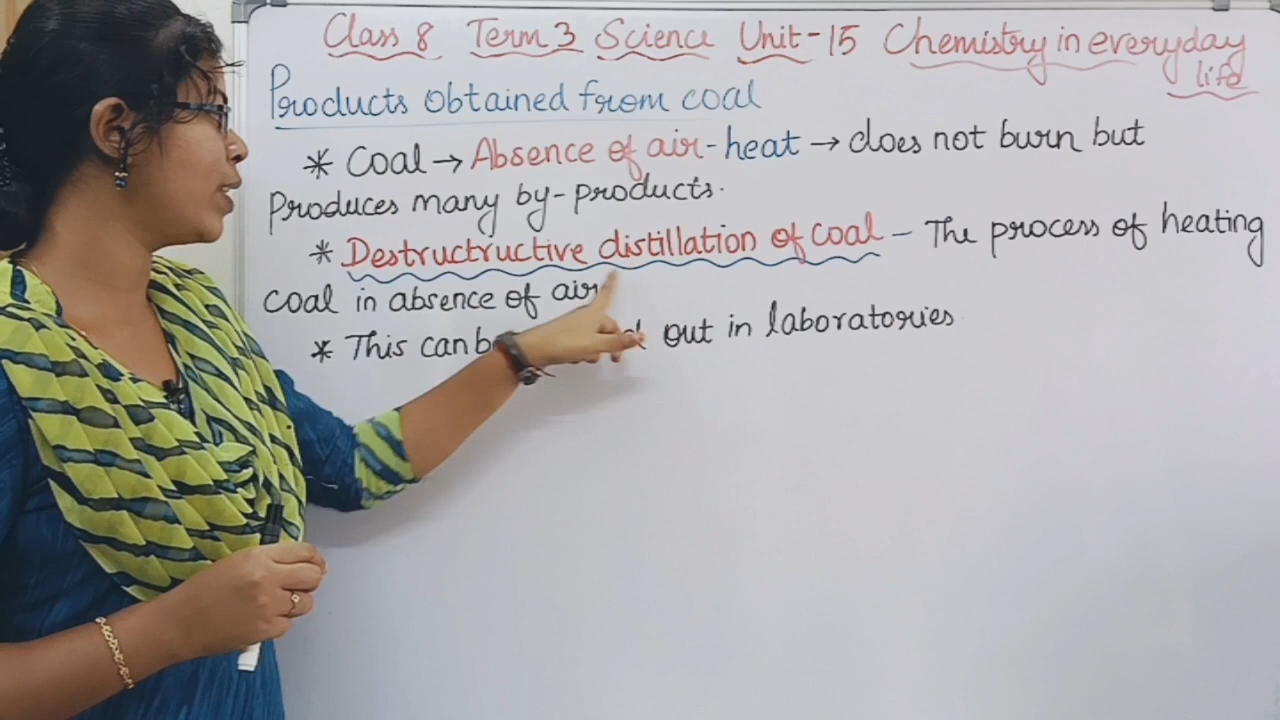 Class 8 Term 3 Science Unit-15 Chemistry in everyday
life
Products obtained from coal
* Coal → Absence of air-heat → does not burn but
Produces many by-products.
* Destructructive distillation of coal – The process of heating
coal in absence of air
* This can out in laboratories